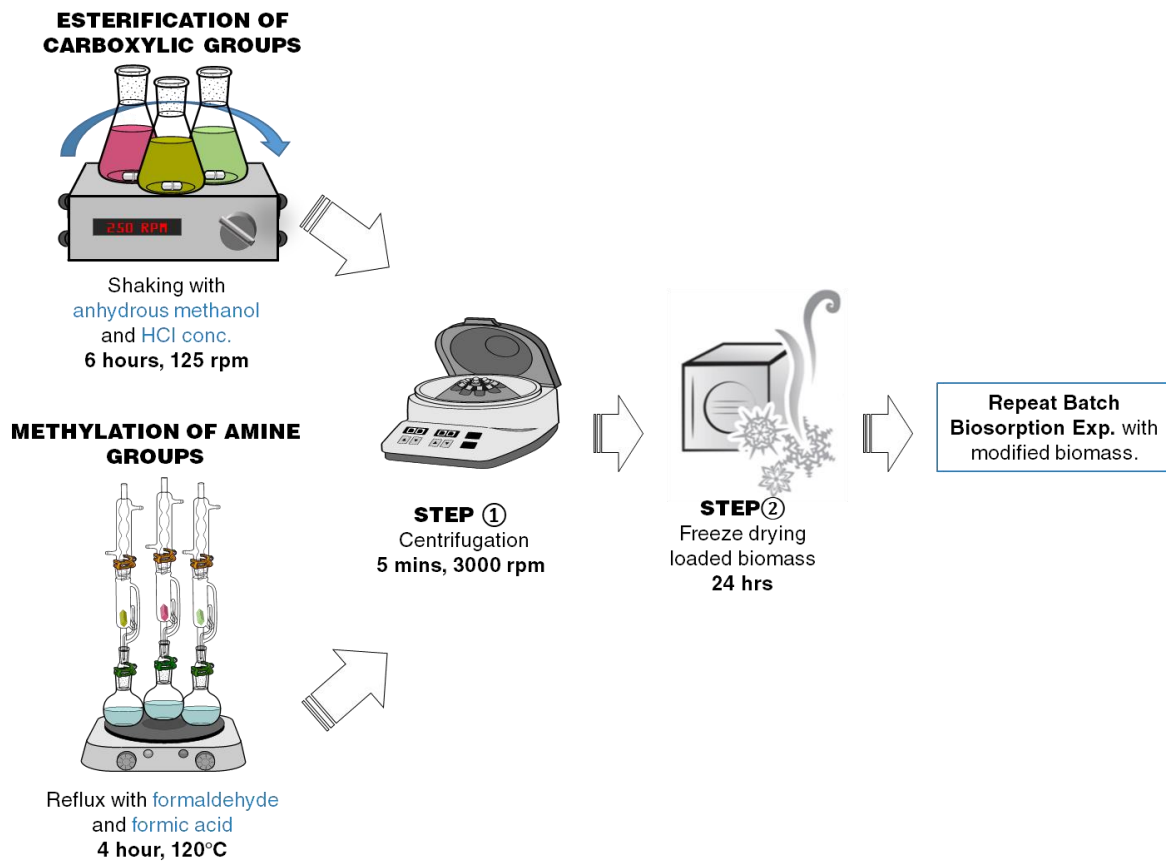 ESTERIFICATION OF
CARBOXYLIC GROUPS
250 RPM
Shaking with
anhydrous methanol
and HCl conc.
6 hours, 125 rpm
METHYLATION OF AMINE
GROUPS
Reflux with formaldehyde
and formic acid
4 hour, 120°C
STEP ①
Centrifugation
5 mins, 3000 rpm
STEP②
Freeze drying
loaded biomass
24 hrs
Repeat Batch
Biosorption Exp. with
modified biomass.